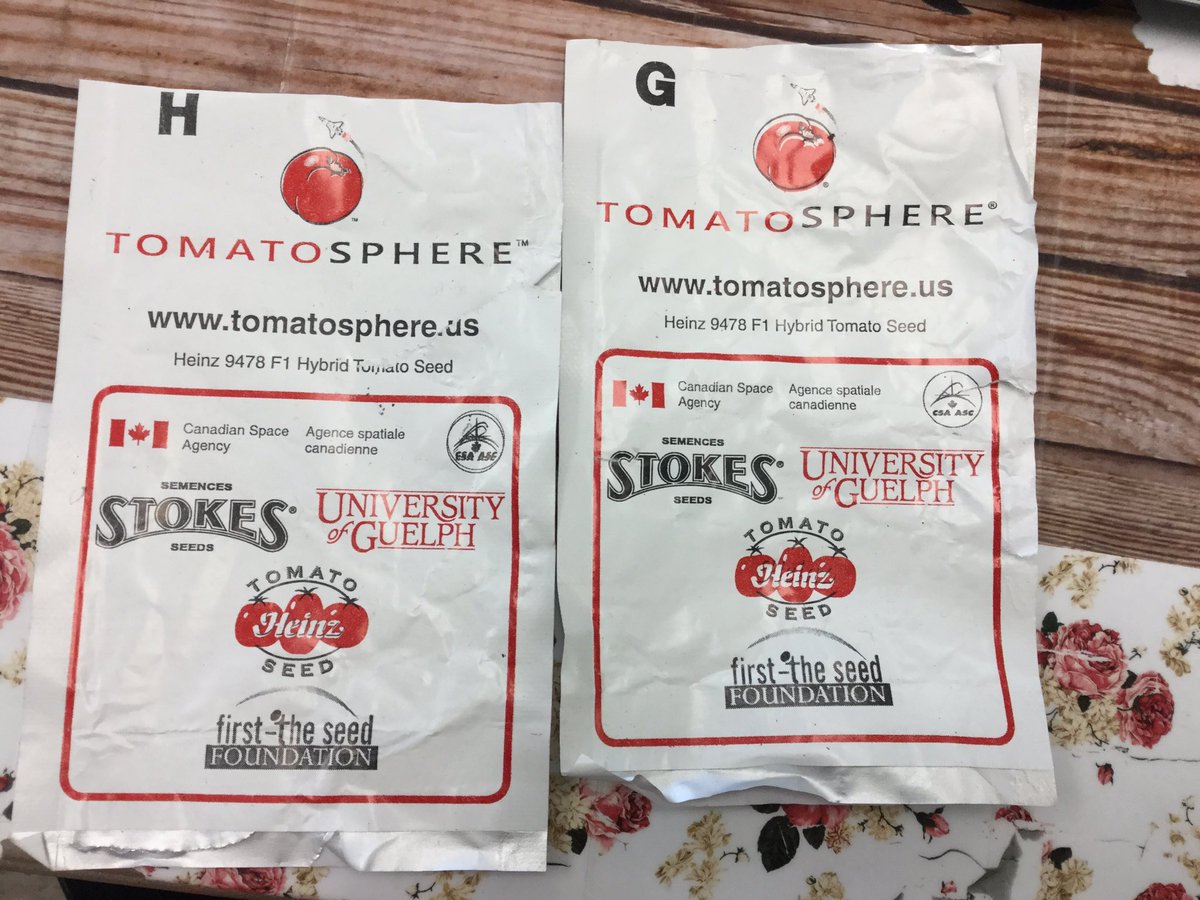 H
TOMATOSPHERE™
www.tomatosphere.us
Heinz 9478 F1 Hybrid Tomato Seed
Canadian Space Agency
Agence spatiale canadienne
CSA ASC
SEMENCES
STOKES
SEEDS
UNIVERSITY
of GUELPH
TOMATO
Heinz
SEED
first-the seed
FOUNDATION
G
TOMATOSPHERE®
www.tomatosphere.us
Heinz 9478 F1 Hybrid Tomato Seed
Canadian Space Agency
Agence spatiale canadienne
CSA ASC
SEMENCES
STOKES
SEEDS
UNIVERSITY
of GUELPH
TOMATO
Heinz
SEED
first-the seed
FOUNDATION